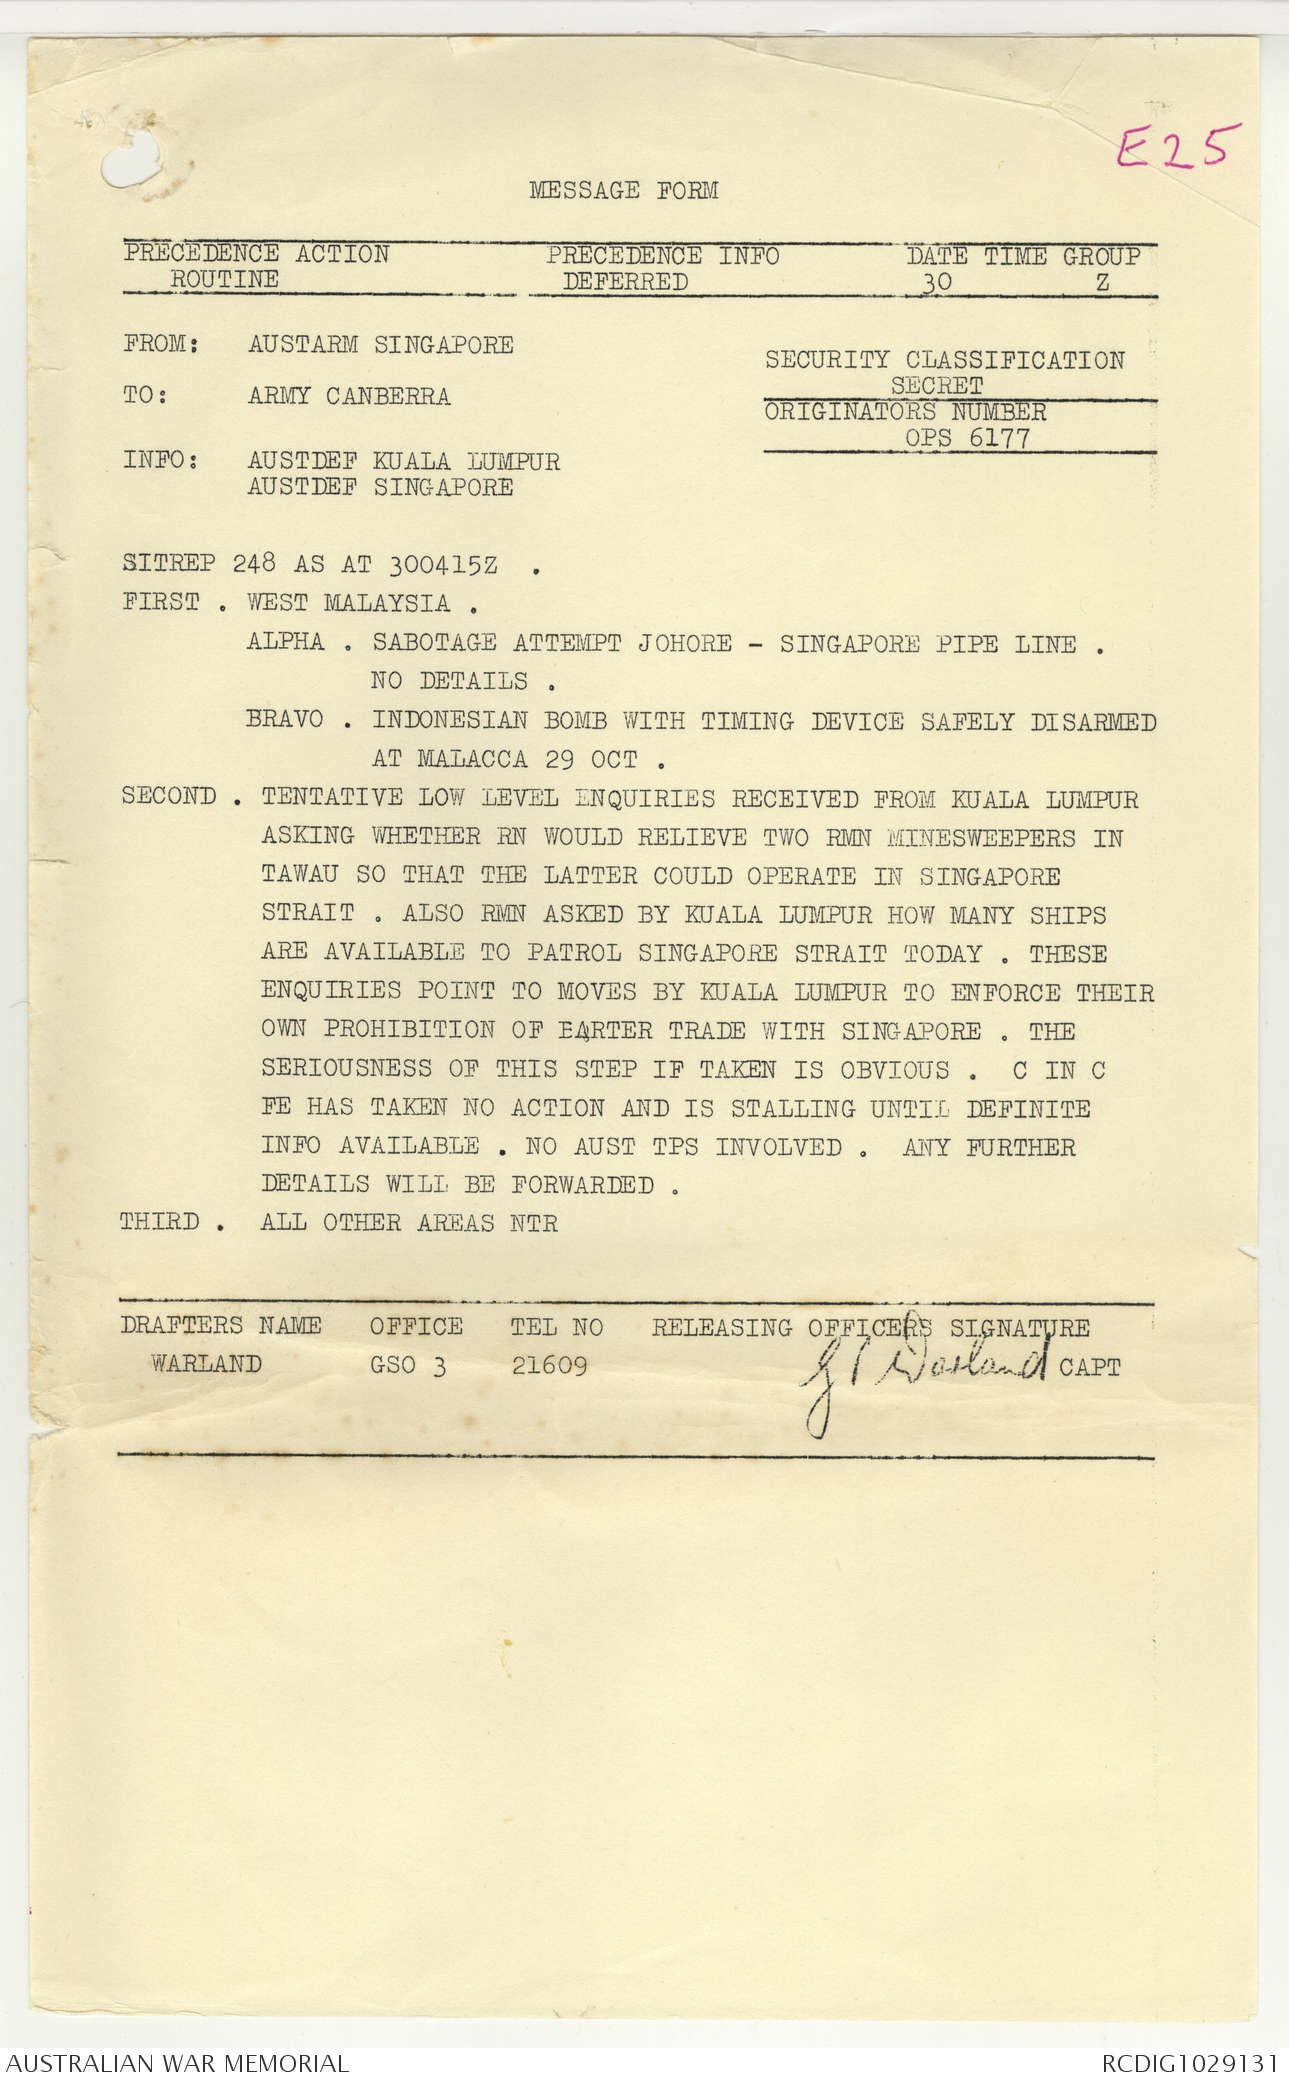 E25
MESSAGE FORM
PRECEDENCE ACTION PRECEDENCE INFO DATE TIME GROUP
ROUTINE DEFERRED 30 Z
FROM: AUSTARM SINGAPORE
SECURITY CLASSIFICATION
SECRET
TO: ARMY CANBERRA
ORIGINATORS NUMBER
OPS 6177
INFO: AUSTDEF KUALA LUMPUR
AUSTDEF SINGAPORE
SITREP 248 AS AT 300415Z .
FIRST . WEST MALAYSIA .
ALPHA . SABOTAGE ATTEMPT JOHORE - SINGAPORE PIPE LINE .
NO DETAILS .
BRAVO . INDONESIAN BOMB WITH TIMING DEVICE SAFELY DISARMED
AT MALACCA 29 OCT .
SECOND . TENTATIVE LOW LEVEL ENQUIRIES RECEIVED FROM KUALA LUMPUR
ASKING WHETHER RN WOULD RELIEVE TWO RMN MINESWEEPERS IN
TAWAU SO THAT THE LATTER COULD OPERATE IN SINGAPORE
STRAIT . ALSO RMN ASKED BY KUALA LUMPUR HOW MANY SHIPS
ARE AVAILABLE TO PATROL SINGAPORE STRAIT TODAY . THESE
ENQUIRIES POINT TO MOVES BY KUALA LUMPUR TO ENFORCE THEIR
OWN PROHIBITION OF BARTER TRADE WITH SINGAPORE . THE
SERIOUSNESS OF THIS STEP IF TAKEN IS OBVIOUS . C IN C
FE HAS TAKEN NO ACTION AND IS STALLING UNTIL DEFINITE
INFO AVAILABLE . NO AUST TPS INVOLVED . ANY FURTHER
DETAILS WILL BE FORWARDED .
THIRD . ALL OTHER AREAS NTR
DRAFTERS NAME OFFICE TEL NO RELEASING OFFICERS SIGNATURE
WARLAND GSO 3 21609 Warland CAPT
AUSTRALIAN WAR MEMORIAL RCDIG1029131